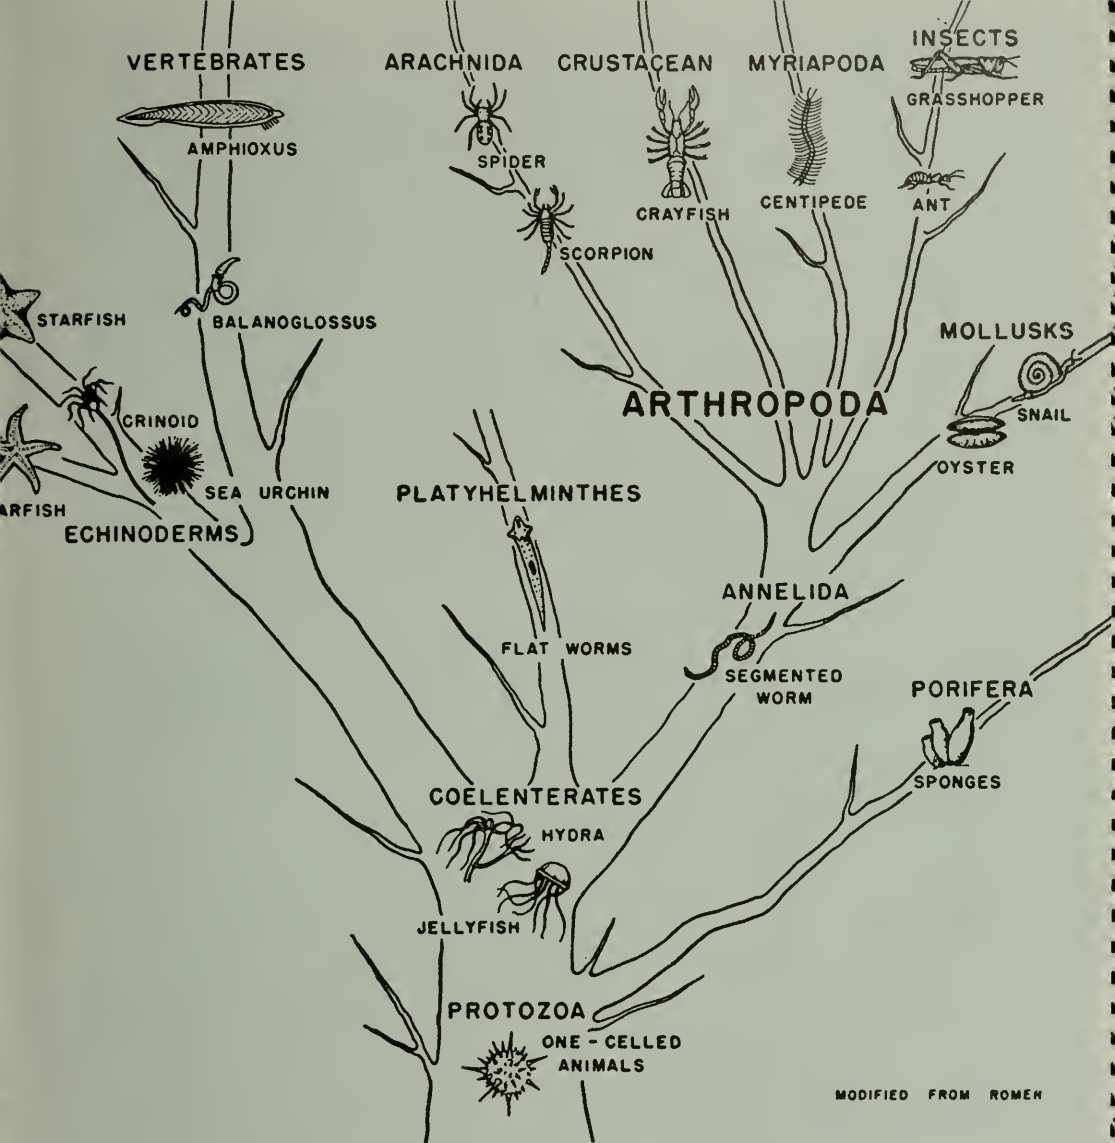 VERTEBRATES
ARACHNIDA
CRUSTACEAN
MYRIAPODA
INSECTS
GRASSHOPPER
AMPHIOXUS
SPIDER
CRAYFISH
CENTIPEDE
ANT
SCORPION
STARFISH
BALANOGLOSSUS
MOLLUSKS
ARTHROPODA
SNAIL
CRINOID
OYSTER
SEA URCHIN
PLATYHELMINTHES
ARFISH
ECHINODERMS
ANNELIDA
FLAT WORMS
SEGMENTED
WORM
PORIFERA
SPONGES
COELENTERATES
HYDRA
JELLYFISH
PROTOZOA
ONE-CELLED
ANIMALS
MODIFIED FROM ROMER